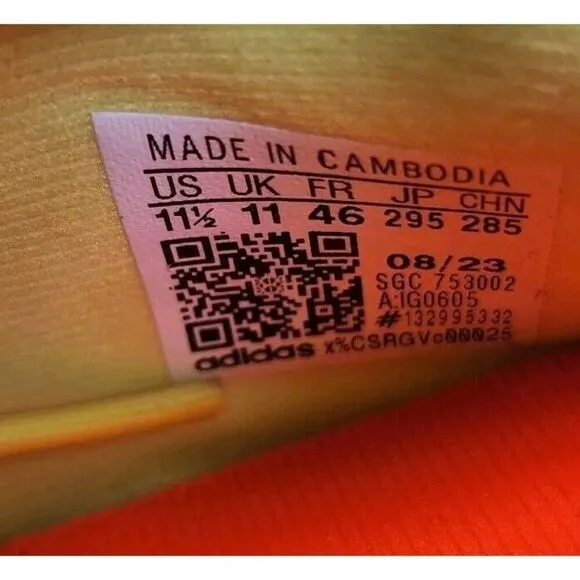 MADE IN CAMBODIA
US UK FR JP CHN
11½ 11 46 295 285
08/23
SGC 753002
A:IG0605
#132995332
adidas x%CSRGVc00025